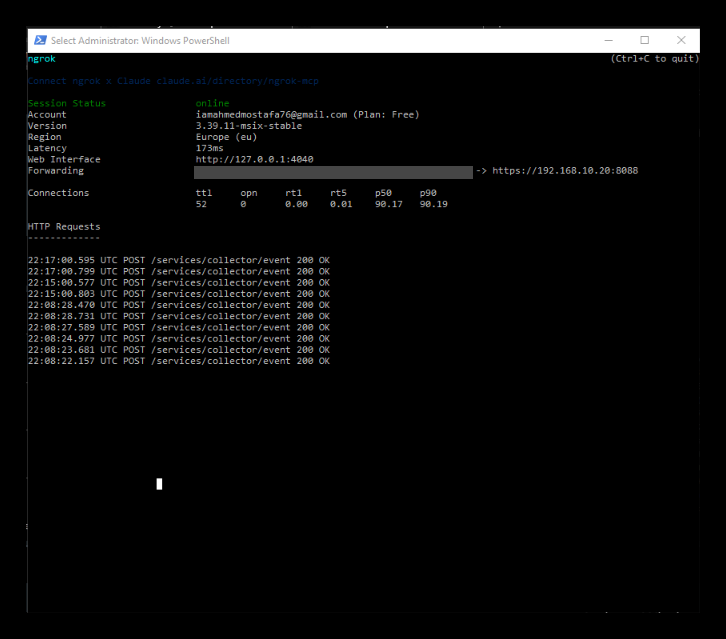 Select Administrator: Windows PowerShell
ngrok (Ctrl+C to quit)
Connect ngrok x Claude claude.ai/directory/ngrok-mcp
Session Status online
Account iamahmedmostafa76@gmail.com (Plan: Free)
Version 3.39.11-msix-stable
Region Europe (eu)
Latency 173ms
Web Interface http://127.0.0.1:4040
Forwarding -> https://192.168.10.20:8088
Connections ttl opn rt1 rt5 p50 p90
52 0 0.00 0.01 90.17 90.19
HTTP Requests
-------------
22:17:00.595 UTC POST /services/collector/event 200 OK
22:17:00.799 UTC POST /services/collector/event 200 OK
22:15:00.577 UTC POST /services/collector/event 200 OK
22:15:00.803 UTC POST /services/collector/event 200 OK
22:08:28.470 UTC POST /services/collector/event 200 OK
22:08:28.731 UTC POST /services/collector/event 200 OK
22:08:27.589 UTC POST /services/collector/event 200 OK
22:08:24.977 UTC POST /services/collector/event 200 OK
22:08:23.681 UTC POST /services/collector/event 200 OK
22:08:22.157 UTC POST /services/collector/event 200 OK